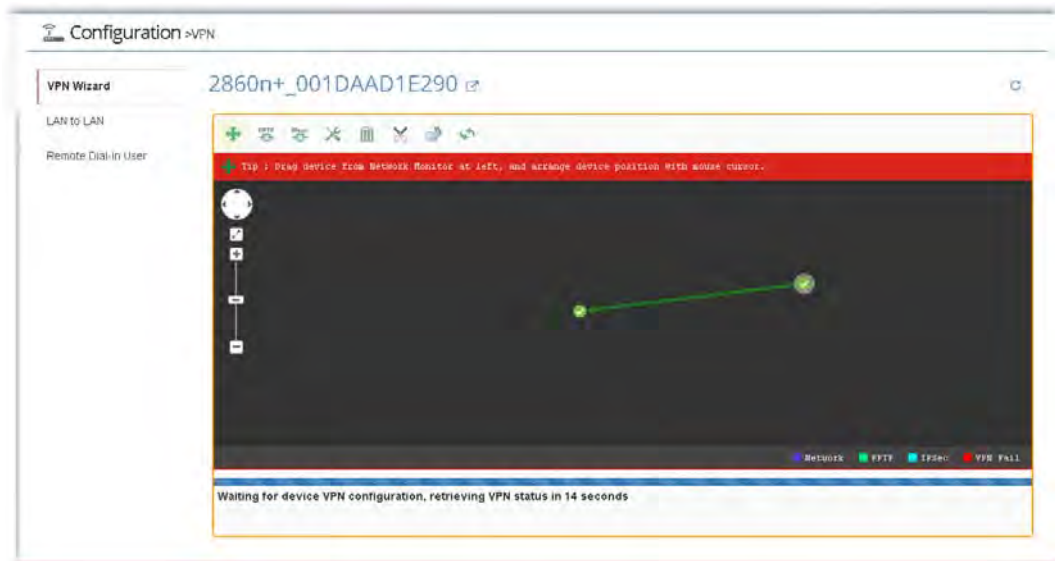 Configuration >VPN
VPN Wizard
LAN to LAN
Remote Dial-in User
2860n+_001DAAD1E290
PPTP
IPSec
Tip : Drag device from Network Monitor at left, and arrange device position with mouse cursor.
Network PPTP IPSec VPN Fail
Waiting for device VPN configuration, retrieving VPN status in 14 seconds